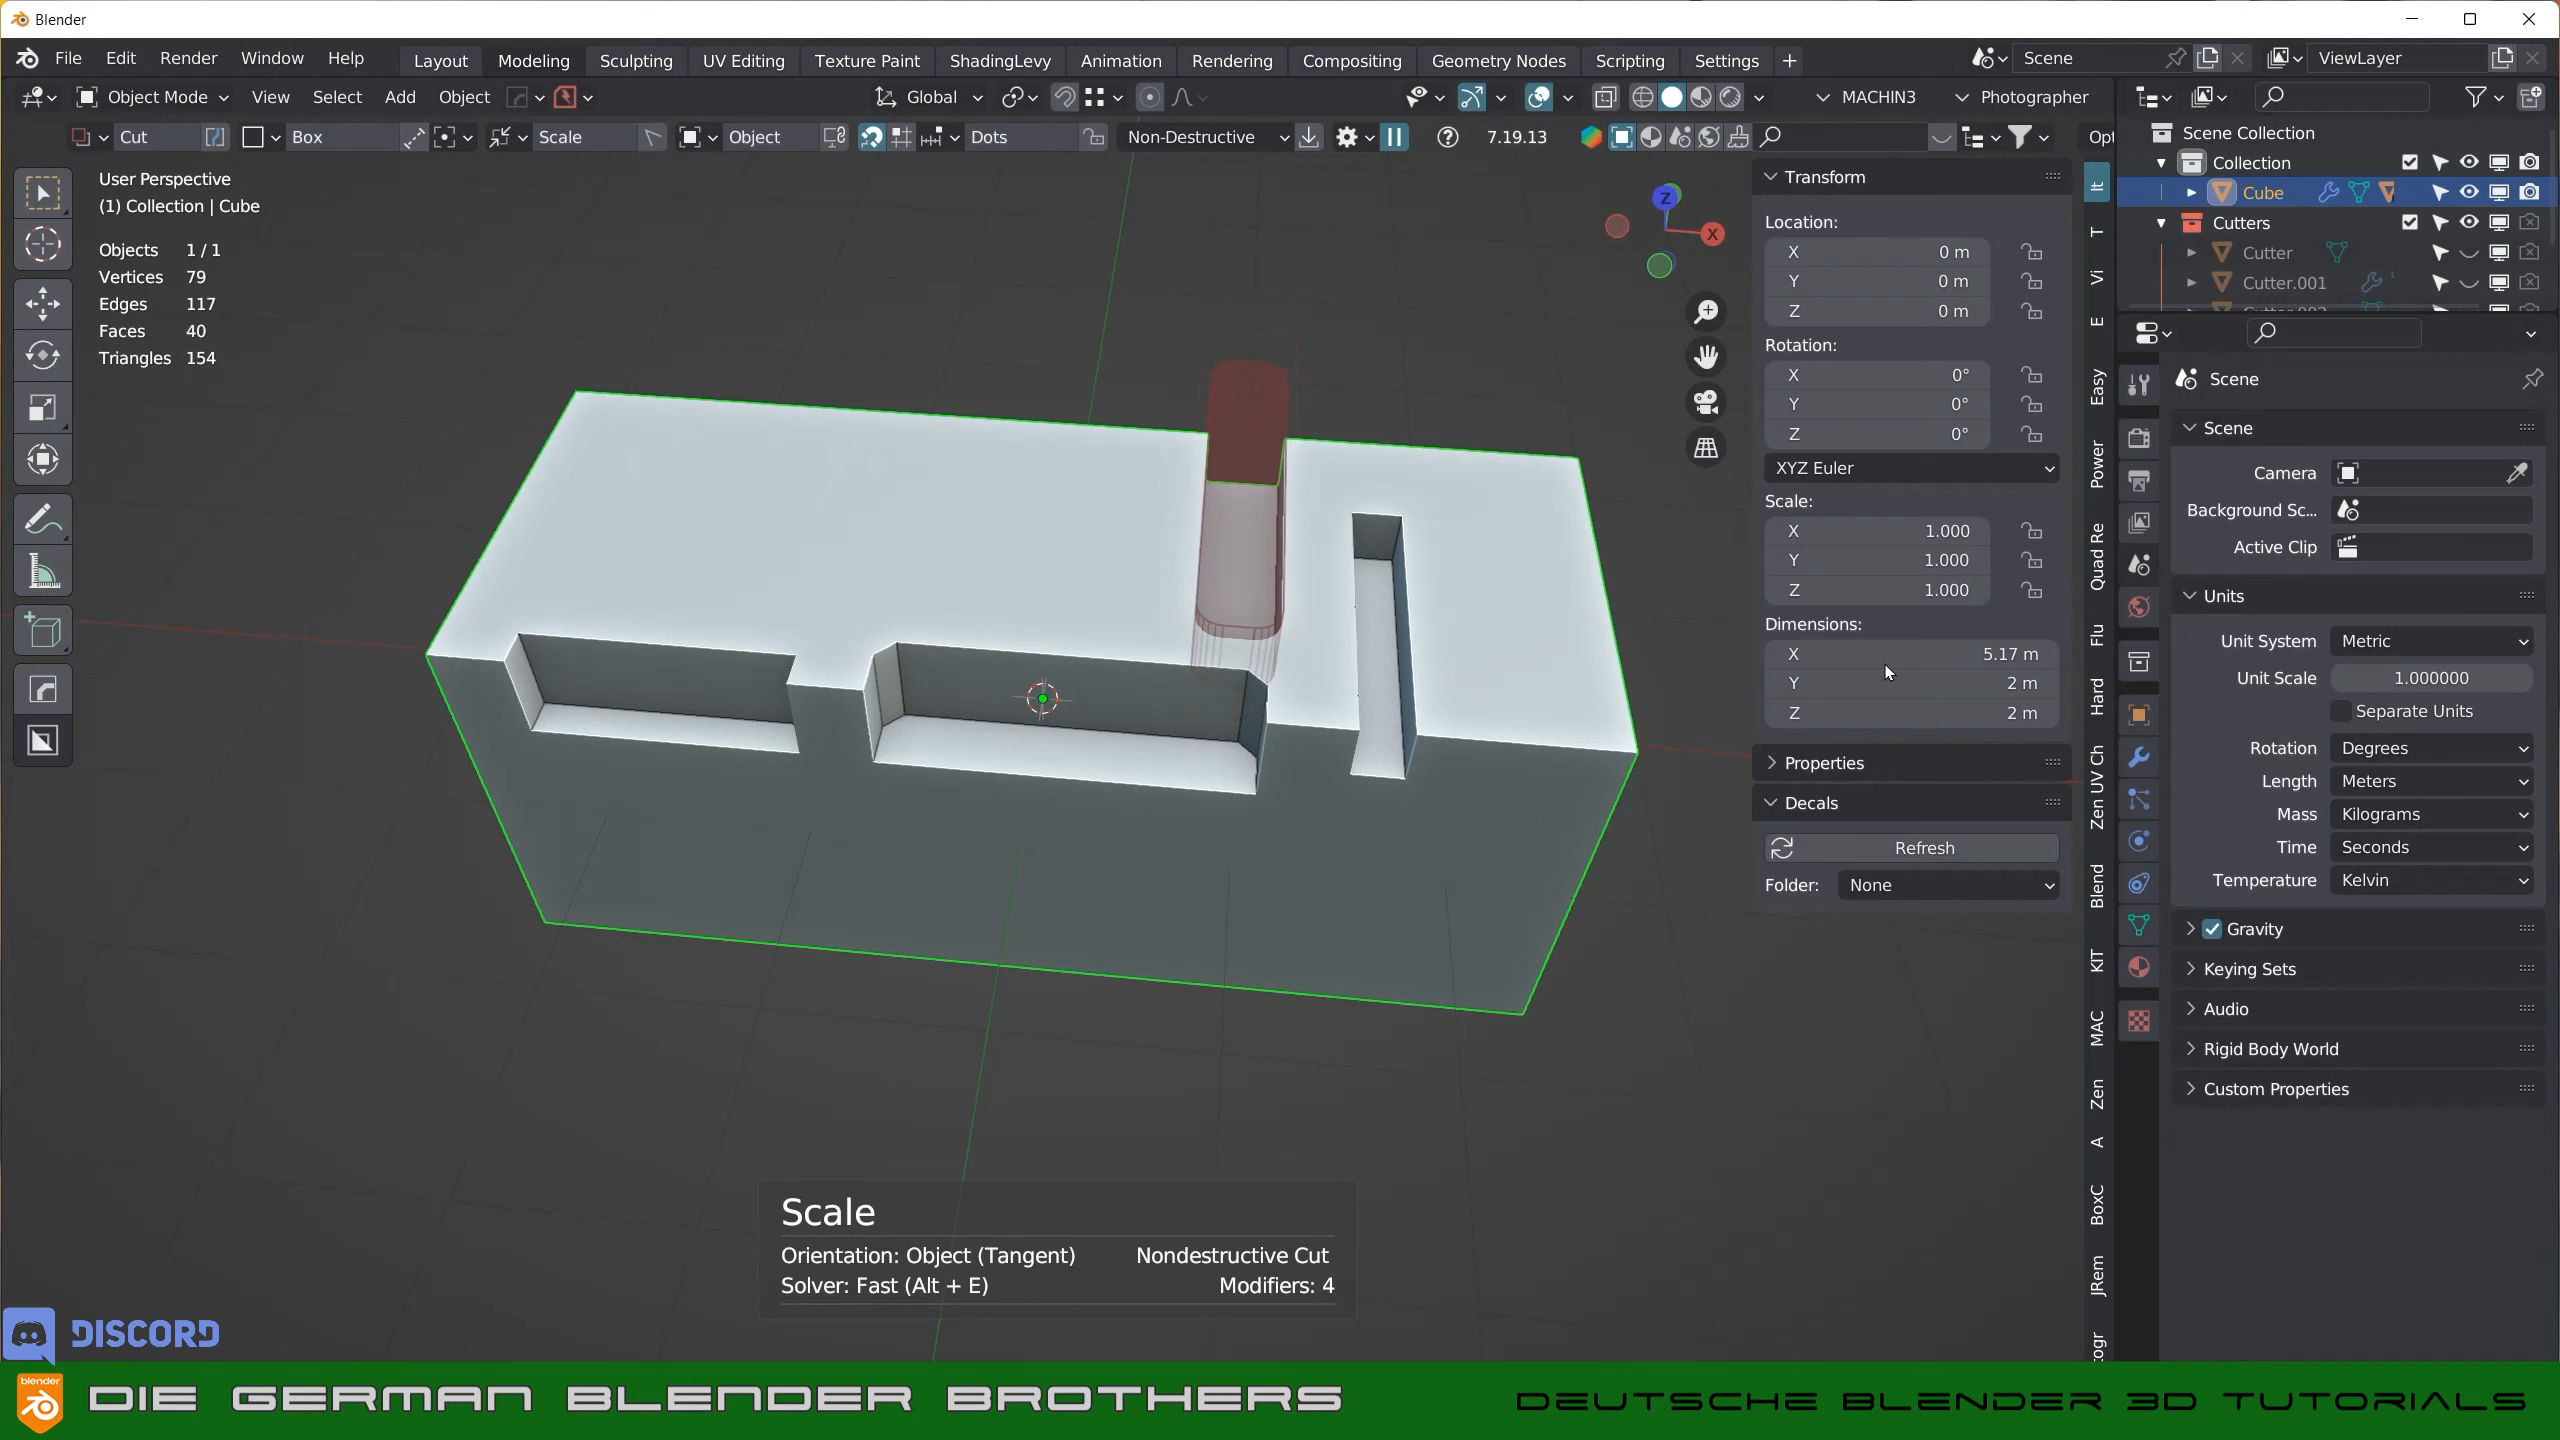 Blender
File Edit Render Window Help Layout Modeling Sculpting UV Editing Texture Paint ShadingLevy Animation Rendering Compositing Geometry Nodes Scripting Settings + Scene ViewLayer
Object Mode View Select Add Object Global MACHIN3 Photographer
Cut Box Scale Object Dots Non-Destructive 7.19.13 Opt
User Perspective
(1) Collection | Cube
Objects 1 / 1
Vertices 79
Edges 117
Faces 40
Triangles 154
Z
X
Transform
Location:
X 0 m
Y 0 m
Z 0 m
Rotation:
X 0°
Y 0°
Z 0°
XYZ Euler
Scale:
X 1.000
Y 1.000
Z 1.000
Dimensions:
X 5.17 m
Y 2 m
Z 2 m
Properties
Decals
Refresh
Folder: None
It
T
Vi
E
Easy
Power
Quad Re
Flu
Hard
Zen UV Ch
Blend
KIT
MAC
Zen
A
BoxC
JRem
togr
Scene Collection
Collection
Cube
Cutters
Cutter
Cutter.001
Scene
Scene
Camera
Background Sc...
Active Clip
Units
Unit System Metric
Unit Scale 1.000000
Separate Units
Rotation Degrees
Length Meters
Mass Kilograms
Time Seconds
Temperature Kelvin
Gravity
Keying Sets
Audio
Rigid Body World
Custom Properties
Scale
Orientation: Object (Tangent) Nondestructive Cut
Solver: Fast (Alt + E) Modifiers: 4
DISCORD
blender
DIE GERMAN BLENDER BROTHERS DEUTSCHE BLENDER 3D TUTORIALS